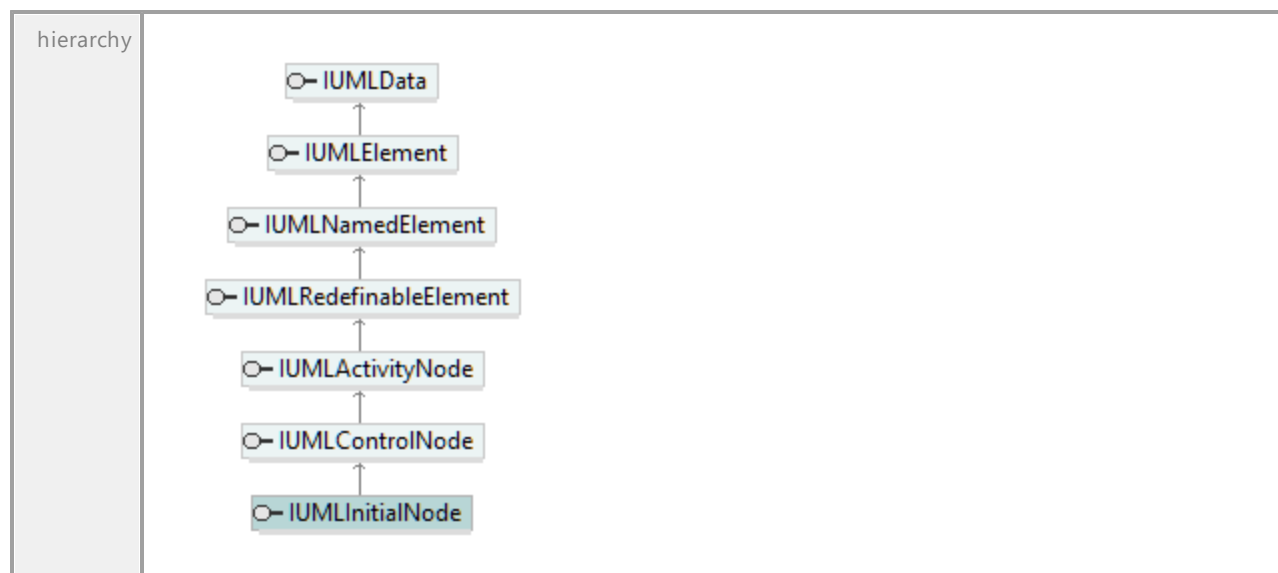 hierarchy
IUMLData
IUMLElement
IUMLNamedElement
IUMLRedefinableElement
IUMLActivityNode
IUMLControlNode
IUMLInitialNode